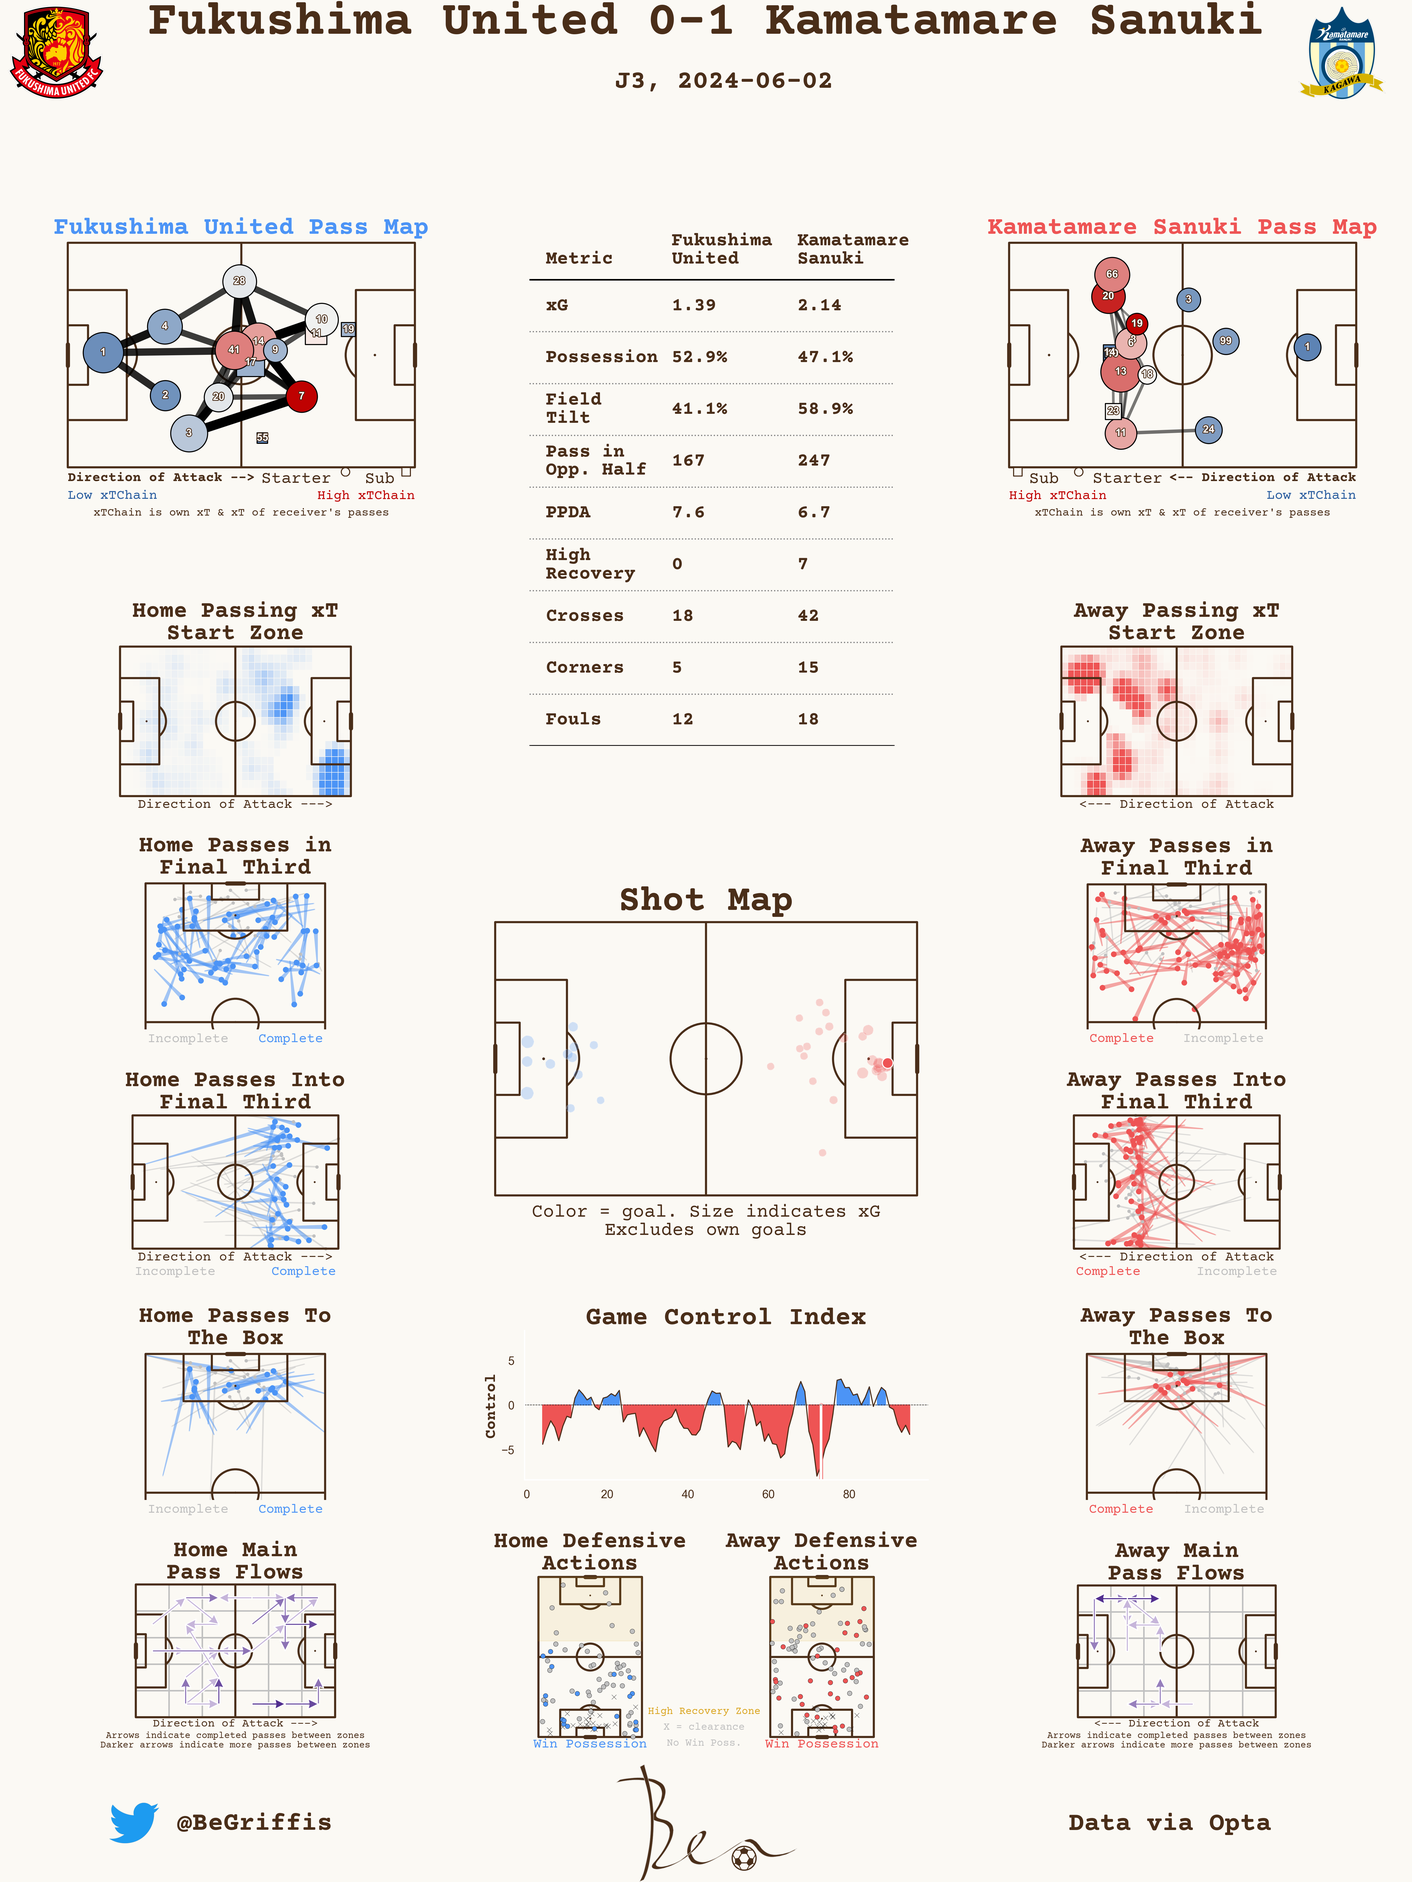 Fukushima United 0-1 Kamatamare Sanuki
J3, 2024-06-02
FUKUSHIMA UNITED FC
Kamatamare
SANUKI
KAGAWA
Fukushima United Pass Map
28
10
11
19
4
14
41
9
1
17
2
20
7
3
55
Direction of Attack --> Starter Sub
Low xTChain High xTChain
xTChain is own xT & xT of receiver's passes
Metric Fukushima United Kamatamare Sanuki
xG 1.39 2.14
Possession 52.9% 47.1%
Field Tilt 41.1% 58.9%
Pass in Opp. Half 167 247
PPDA 7.6 6.7
High Recovery 0 7
Crosses 18 42
Corners 5 15
Fouls 12 18
Kamatamare Sanuki Pass Map
66
20
3
19
6
99
1
13
18
23
11
24
Sub Starter <-- Direction of Attack
High xTChain Low xTChain
xTChain is own xT & xT of receiver's passes
Home Passing xT
Start Zone
Direction of Attack --->
Away Passing xT
Start Zone
<--- Direction of Attack
Home Passes in
Final Third
Incomplete Complete
Away Passes in
Final Third
Complete Incomplete
Shot Map
Color = goal. Size indicates xG
Excludes own goals
Home Passes Into
Final Third
Direction of Attack --->
Incomplete Complete
Away Passes Into
Final Third
<--- Direction of Attack
Complete Incomplete
Home Passes To
The Box
Incomplete Complete
Game Control Index
Control
5
0
−5
0 20 40 60 80
Away Passes To
The Box
Complete Incomplete
Home Main
Pass Flows
Direction of Attack --->
Arrows indicate completed passes between zones
Darker arrows indicate more passes between zones
Home Defensive
Actions
Win Possession
High Recovery Zone
X = clearance
No Win Poss.
Away Defensive
Actions
Win Possession
Away Main
Pass Flows
<--- Direction of Attack
Arrows indicate completed passes between zones
Darker arrows indicate more passes between zones
@BeGriffis
Ben
Data via Opta